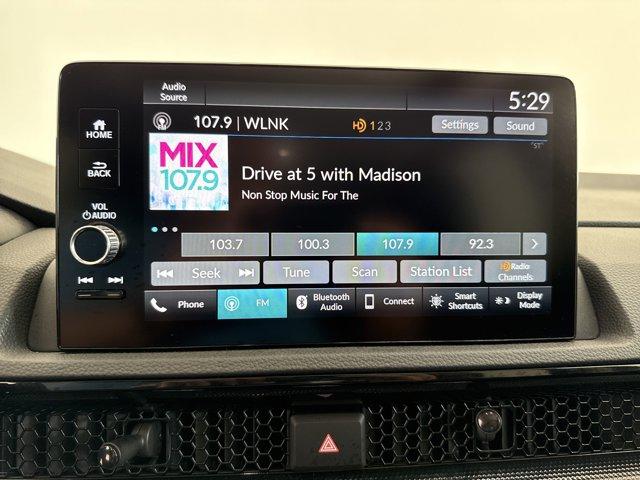 Audio
Source
5:29
HOME
BACK
VOL
AUDIO
107.9 | WLNK
HD 1 2 3
Settings
Sound
"ST"
MIX
107.9
Drive at 5 with Madison
Non Stop Music For The
103.7
100.3
107.9
92.3
Seek
Tune
Scan
Station List
HD Radio
Channels
Phone
FM
Bluetooth
Audio
Connect
Smart
Shortcuts
Display
Mode